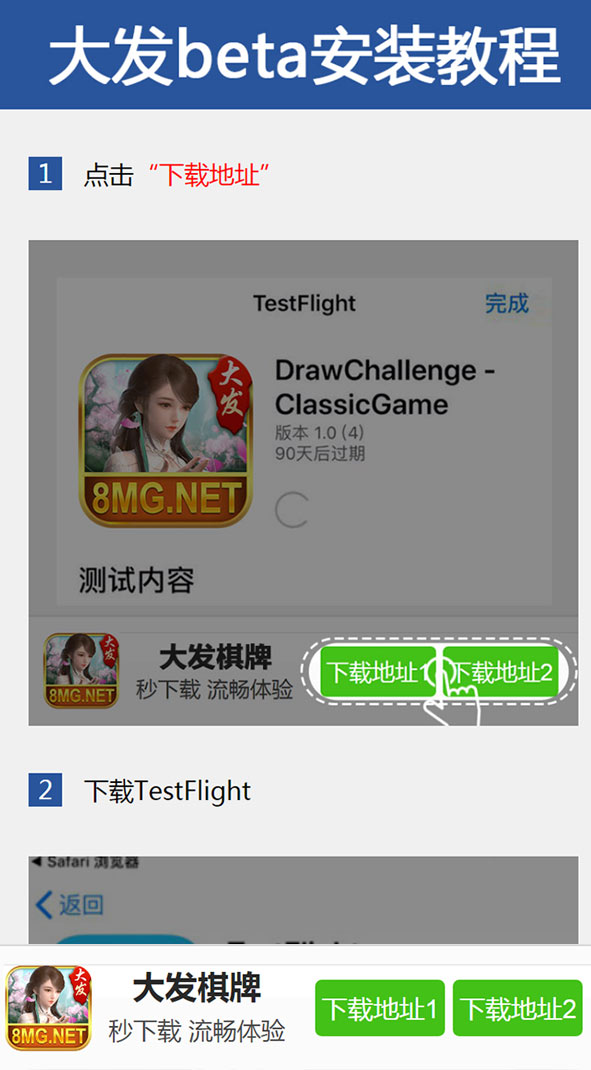 大发beta安装教程
1 点击“下载地址”
TestFlight 完成
大发
8MG.NET
DrawChallenge -
ClassicGame
版本 1.0 (4)
90天后过期
测试内容
大发
8MG.NET
大发棋牌
秒下载 流畅体验
下载地址1 下载地址2
2 下载TestFlight
Safari 浏览器
返回
大发
8MG.NET
大发棋牌
秒下载 流畅体验
下载地址1 下载地址2